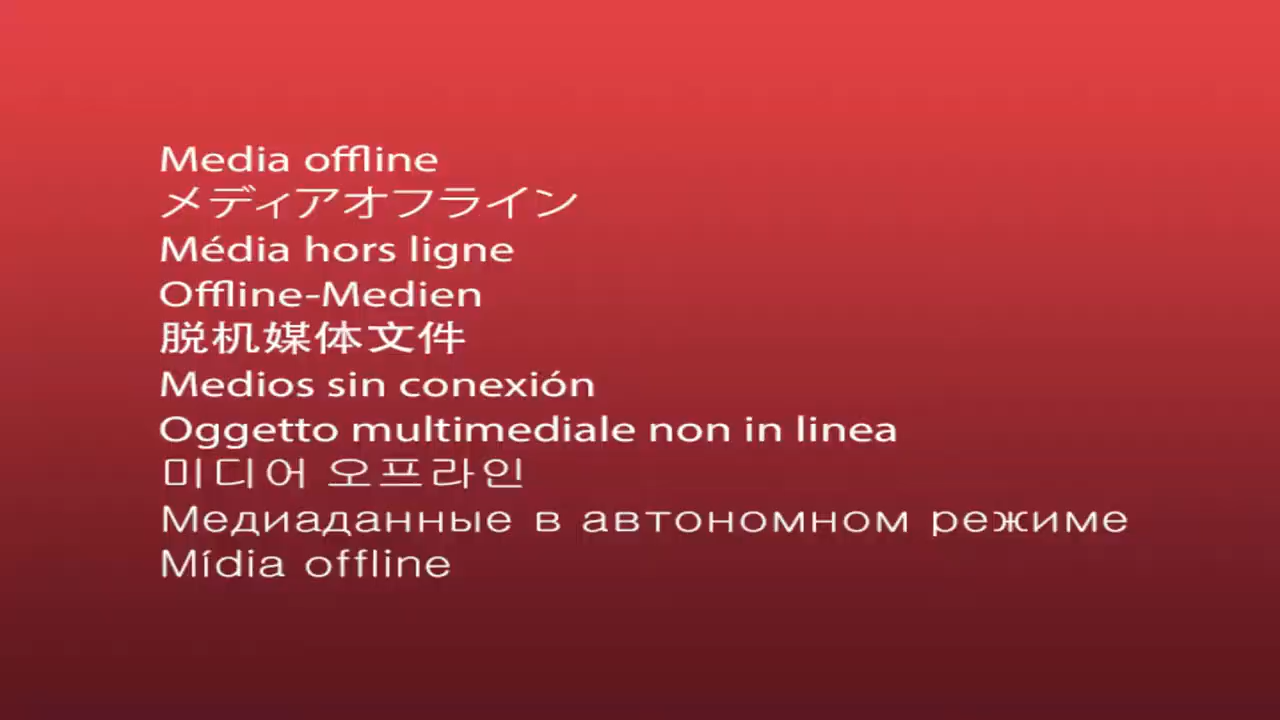 Media offline
メディアオフライン
Média hors ligne
Offline-Medien
脱机媒体文件
Medios sin conexión
Oggetto multimediale non in linea
미디어 오프라인
Медиаданные в автономном режиме
Mídia offline